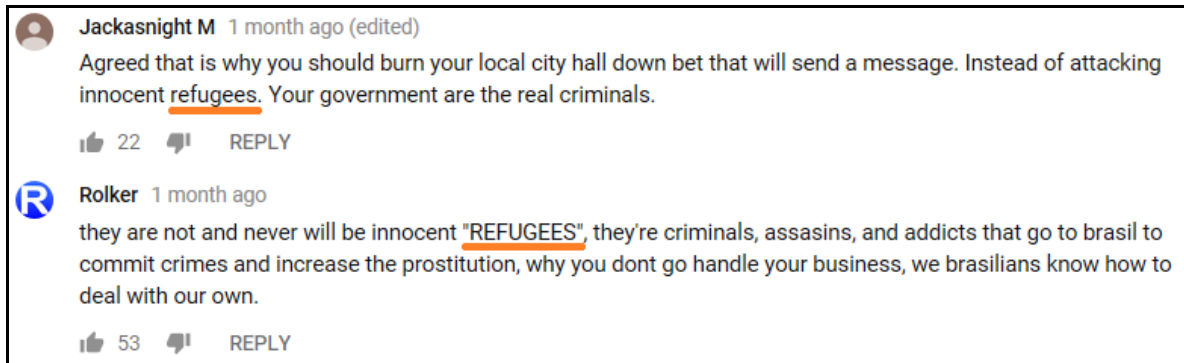 Jackasnight M 1 month ago (edited)
Agreed that is why you should burn your local city hall down bet that will send a message. Instead of attacking
innocent refugees. Your government are the real criminals.
22 REPLY
R
Rolker 1 month ago
they are not and never will be innocent "REFUGEES", they're criminals, assasins, and addicts that go to brasil to
commit crimes and increase the prostitution, why you dont go handle your business, we brasilians know how to
deal with our own.
53 REPLY